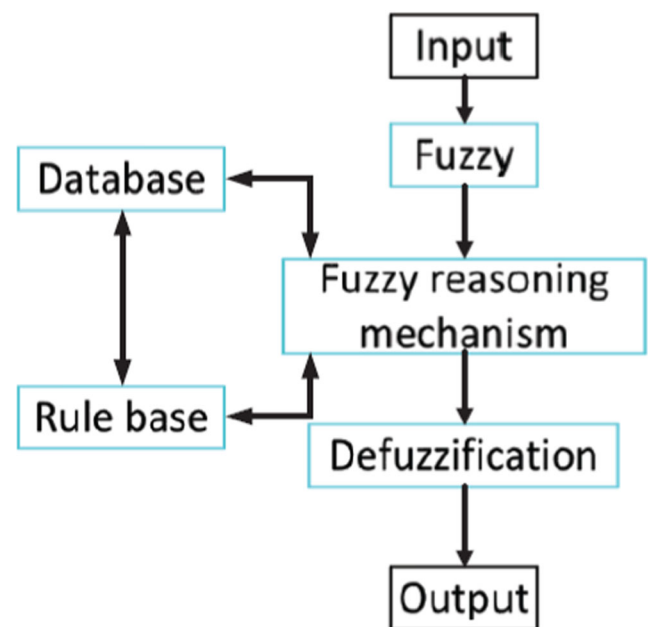 Input
Fuzzy
Database
Fuzzy reasoning
mechanism
Rule base
Defuzzification
Output